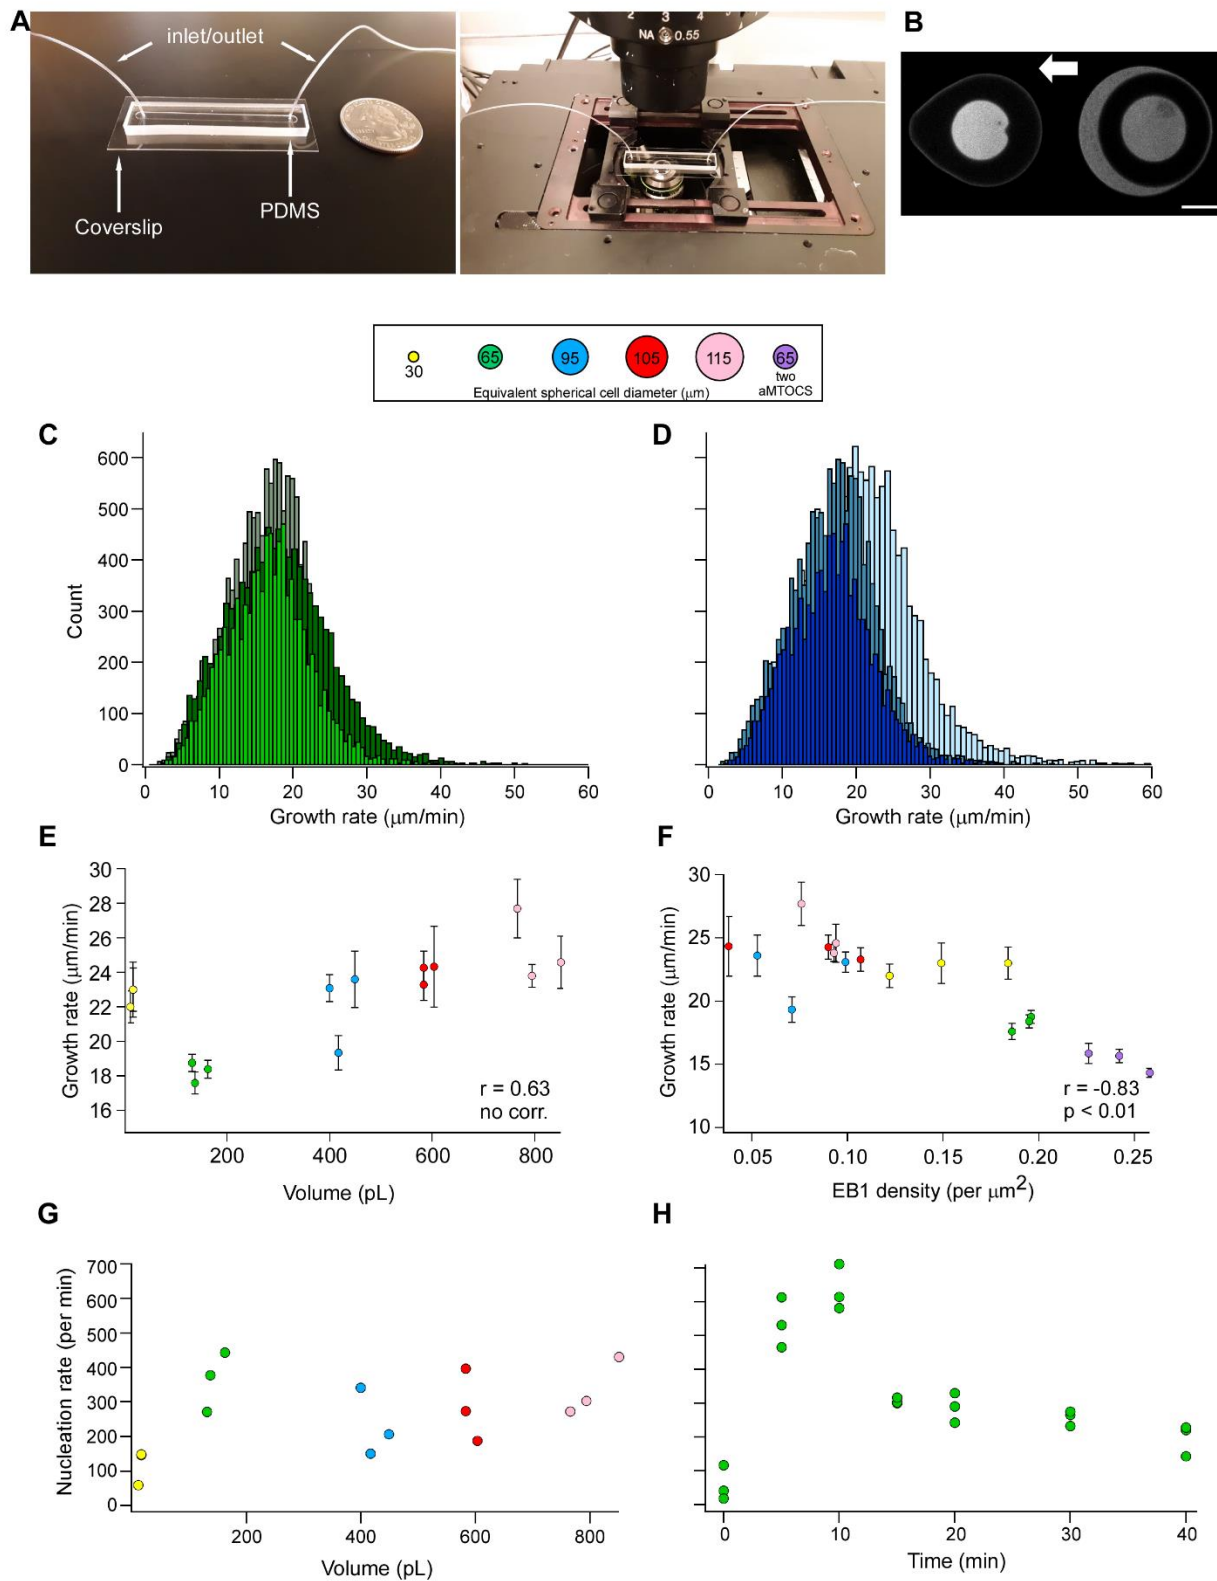 A
inlet/outlet
Coverslip
PDMS
2 3 4
NA 0.55
B
30
65
95
105
115
65
two
aMTOCS
Equivalent spherical cell diameter (μm)
C
Count
600
500
400
300
200
100
0
0 10 20 30 40 50 60
Growth rate (μm/min)
D
0 10 20 30 40 50 60
Growth rate (μm/min)
E
Growth rate (μm/min)
30
28
26
24
22
20
18
16
r = 0.63
no corr.
200 400 600 800
Volume (pL)
F
Growth rate (μm/min)
30
25
20
15
10
r = -0.83
p < 0.01
0.05 0.10 0.15 0.20 0.25
EB1 density (per μm²)
G
Nucleation rate (per min)
700
600
500
400
300
200
100
0
200 400 600 800
Volume (pL)
H
0 10 20 30 40
Time (min)